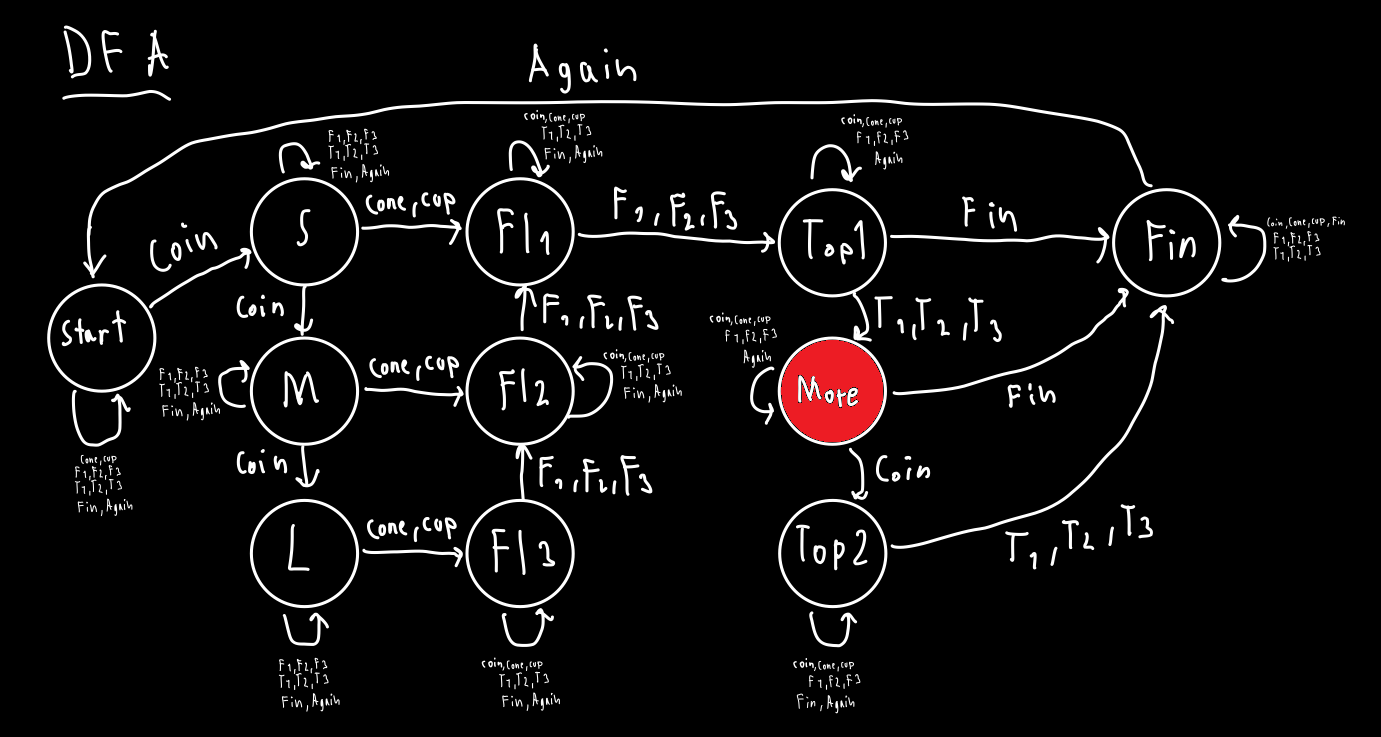 DFA
Again
coin,cone,cup
T1,T2,T3
Fin,Again
coin,cone,cup
F1,F2,F3
Again
F1,F2,F3
T1,T2,T3
Fin,Again
Coin
S
Cone,cup
Fl1
F1,F2,F3
Top1
Fin
Fin
Coin,Cone,cup,Fin
F1,F2,F3
T1,T2,T3
Start
Coin
F1,F2,F3
T1,T2,T3
coin,cone,cup
F1,F2,F3
Again
F1,F2,F3
T1,T2,T3
Fin,Again
M
Cone,cup
Fl2
coin,cone,cup
T1,T2,T3
Fin,Again
More
Fin
Cone,cup
F1,F2,F3
T1,T2,T3
Fin,Again
Coin
F1,F2,F3
Coin
L
Cone,cup
Fl3
Top2
T1,T2,T3
F1,F2,F3
T1,T2,T3
Fin,Again
coin,cone,cup
T1,T2,T3
Fin,Again
coin,cone,cup
F1,F2,F3
Fin,Again